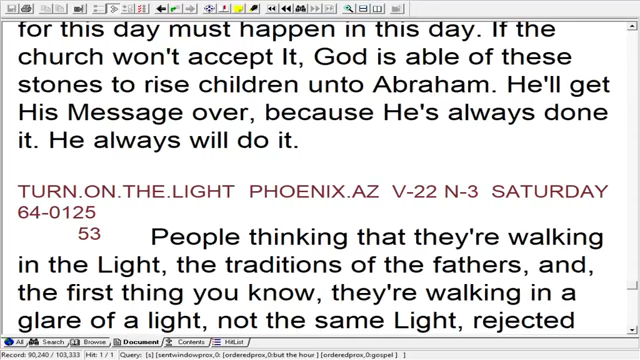 for this day must happen in this day. If the
church won't accept It, God is able of these
stones to rise children unto Abraham. He'll get
His Message over, because He's always done
it. He always will do it.
TURN.ON.THE.LIGHT PHOENIX.AZ V-22 N-3 SATURDAY
64-0125
53 People thinking that they're walking
in the Light, the traditions of the fathers, and,
the first thing you know, they're walking in a
glare of a light, not the same Light, rejected
All Search Browse Document Contents HitList
Record: 90,240 / 103,333 Hit: 1 / 1 Query: [s] [sentwindowprox,0: [orderedprox,0:but the hour ] [orderedprox,0:gospel ]